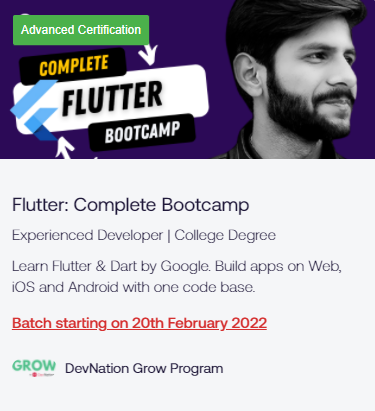 Advanced Certification
COMPLETE
FLUTTER
BOOTCAMP
Flutter: Complete Bootcamp
Experienced Developer | College Degree
Learn Flutter & Dart by Google. Build apps on Web,
iOS and Android with one code base.
Batch starting on 20th February 2022
GROW
DevNation Grow Program